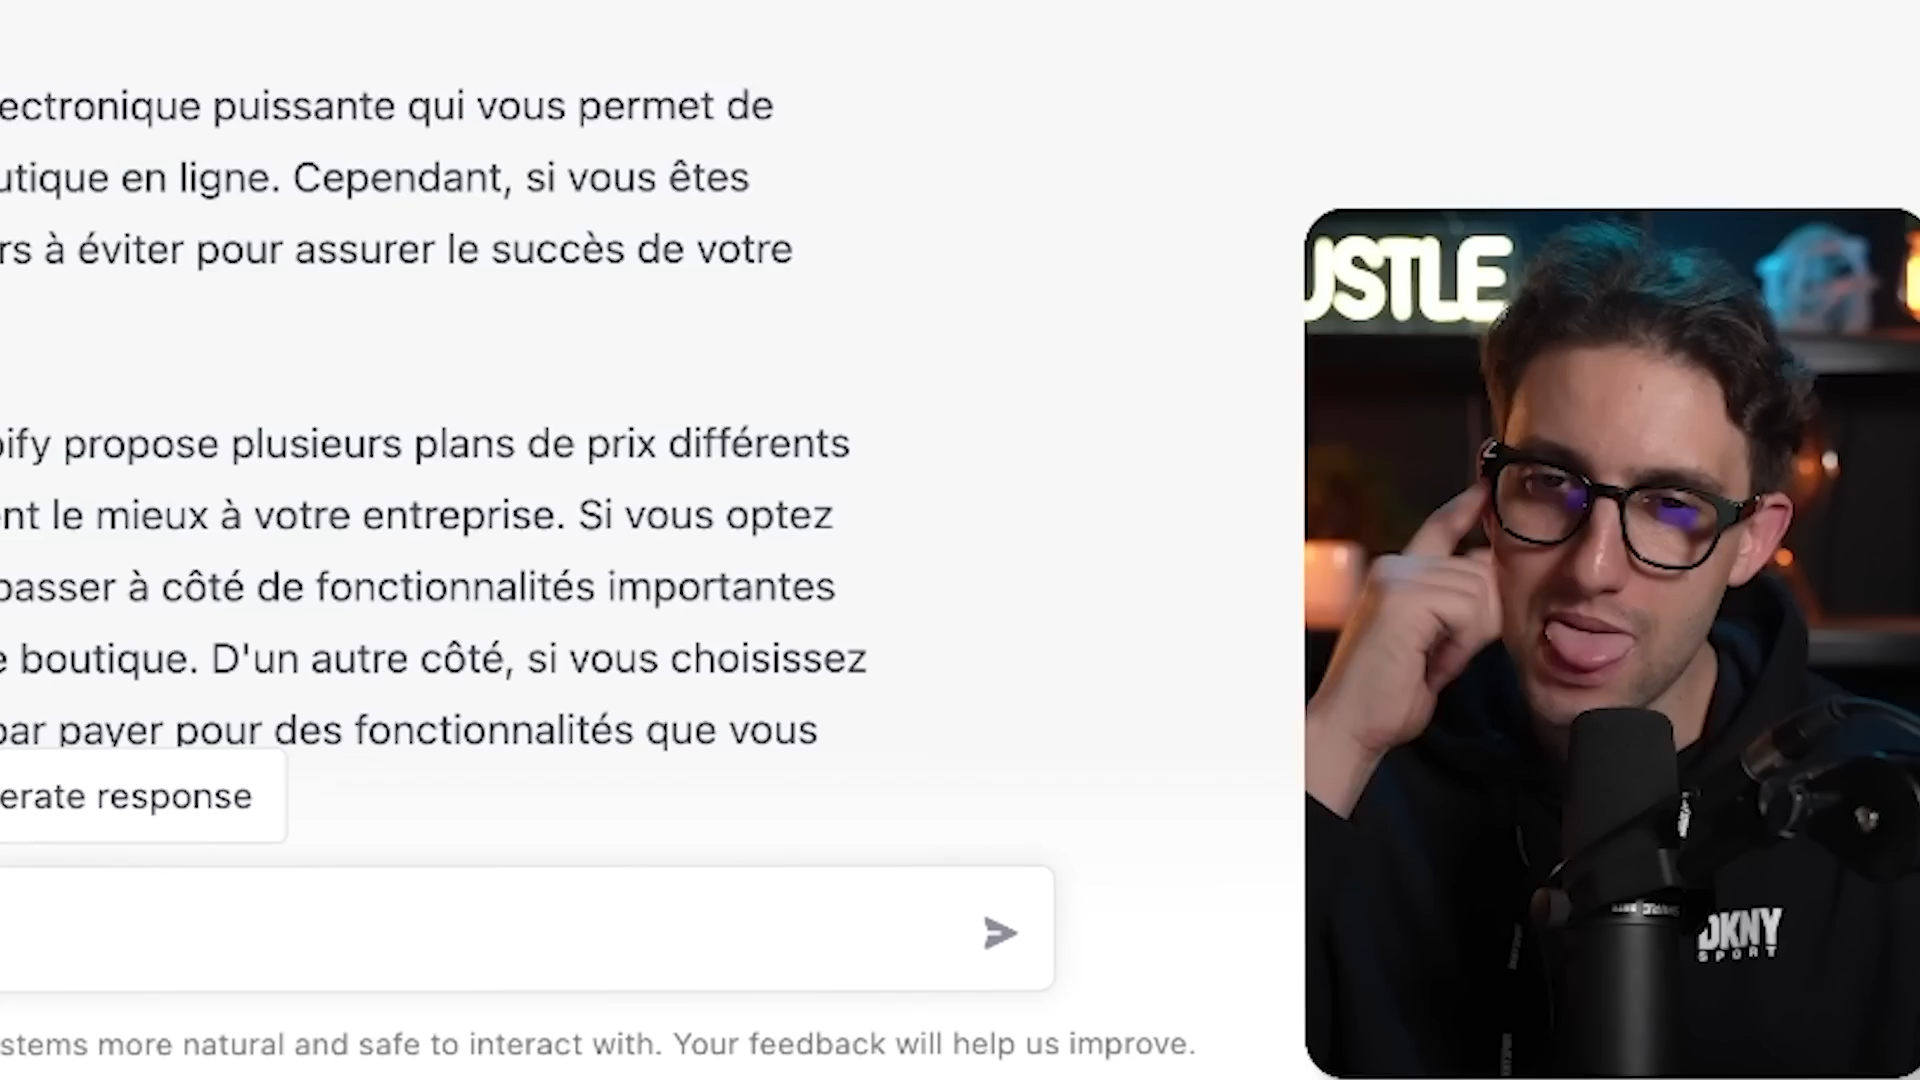 ectronique puissante qui vous permet de
utique en ligne. Cependant, si vous êtes
rs à éviter pour assurer le succès de votre
pify propose plusieurs plans de prix différents
ent le mieux à votre entreprise. Si vous optez
passer à côté de fonctionnalités importantes
e boutique. D'un autre côté, si vous choisissez
par payer pour des fonctionnalités que vous
erate response
stems more natural and safe to interact with. Your feedback will help us improve.
USTLE
DKNY
SPORT